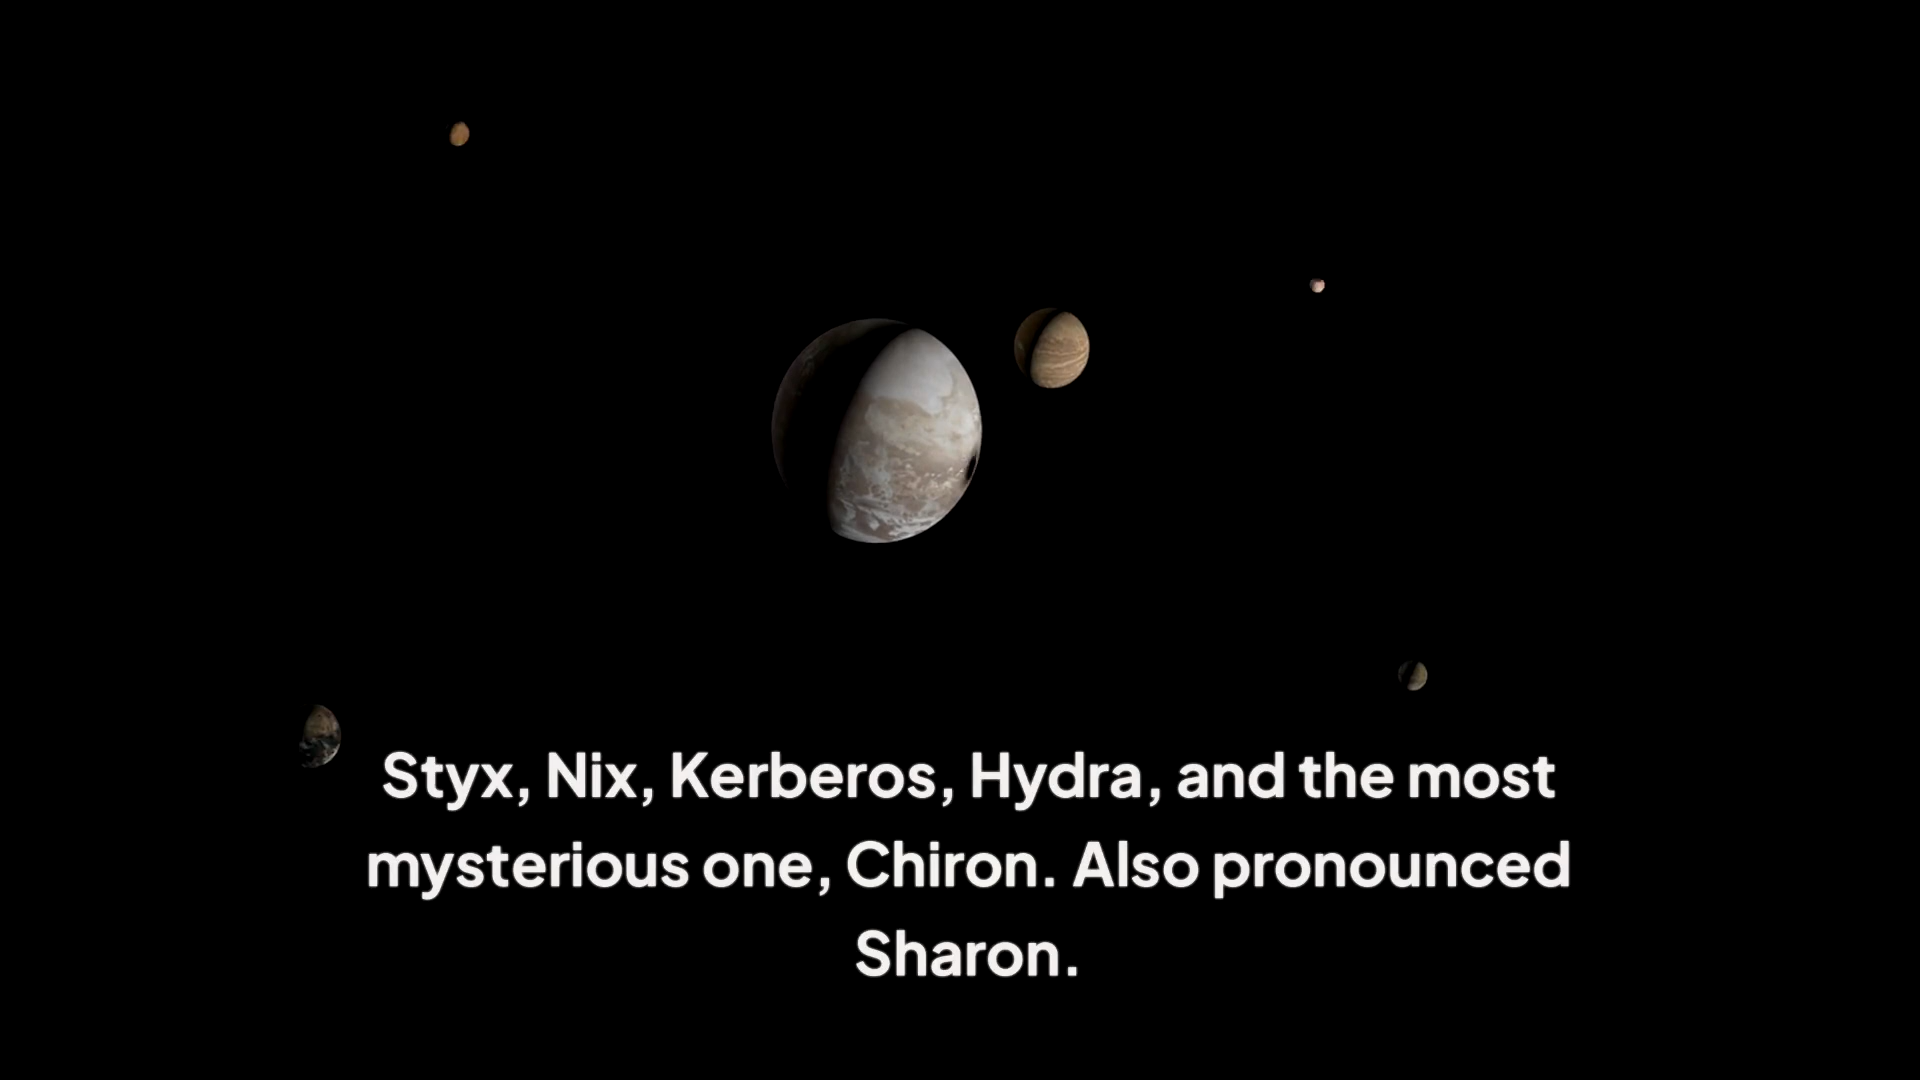 Styx, Nix, Kerberos, Hydra, and the most
mysterious one, Chiron. Also pronounced
Sharon.